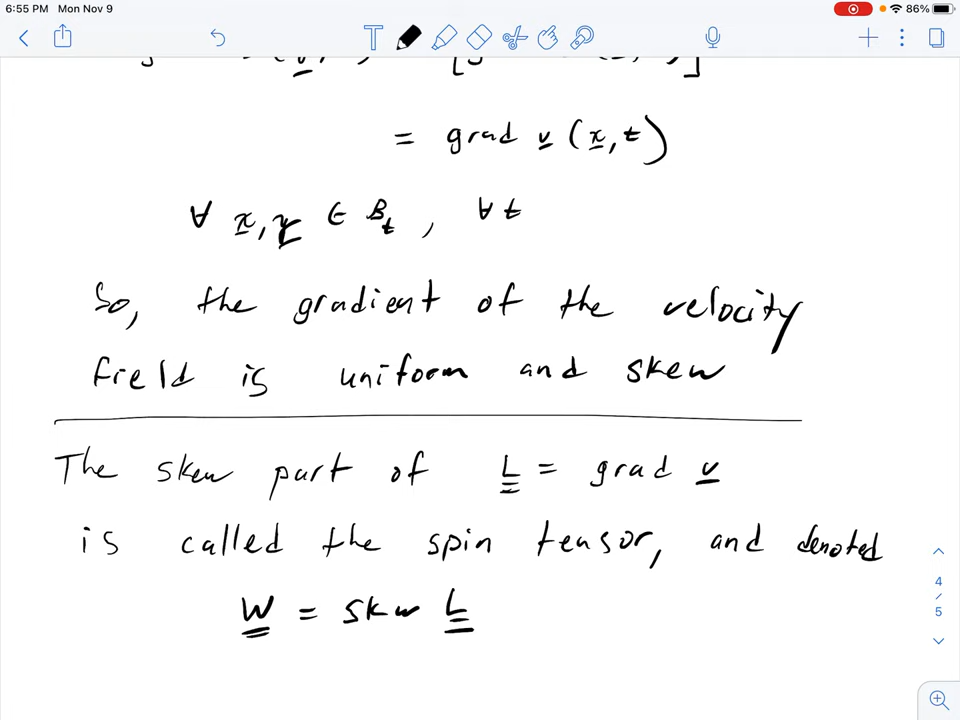 6:55 PM Mon Nov 9 86%
= grad v (x, t)
∀ x, y ∈ B_t , ∀ t
So, the gradient of the velocity
field is uniform and skew
The skew part of L = grad v
is called the spin tensor, and denoted
W = skw L
4
/
5